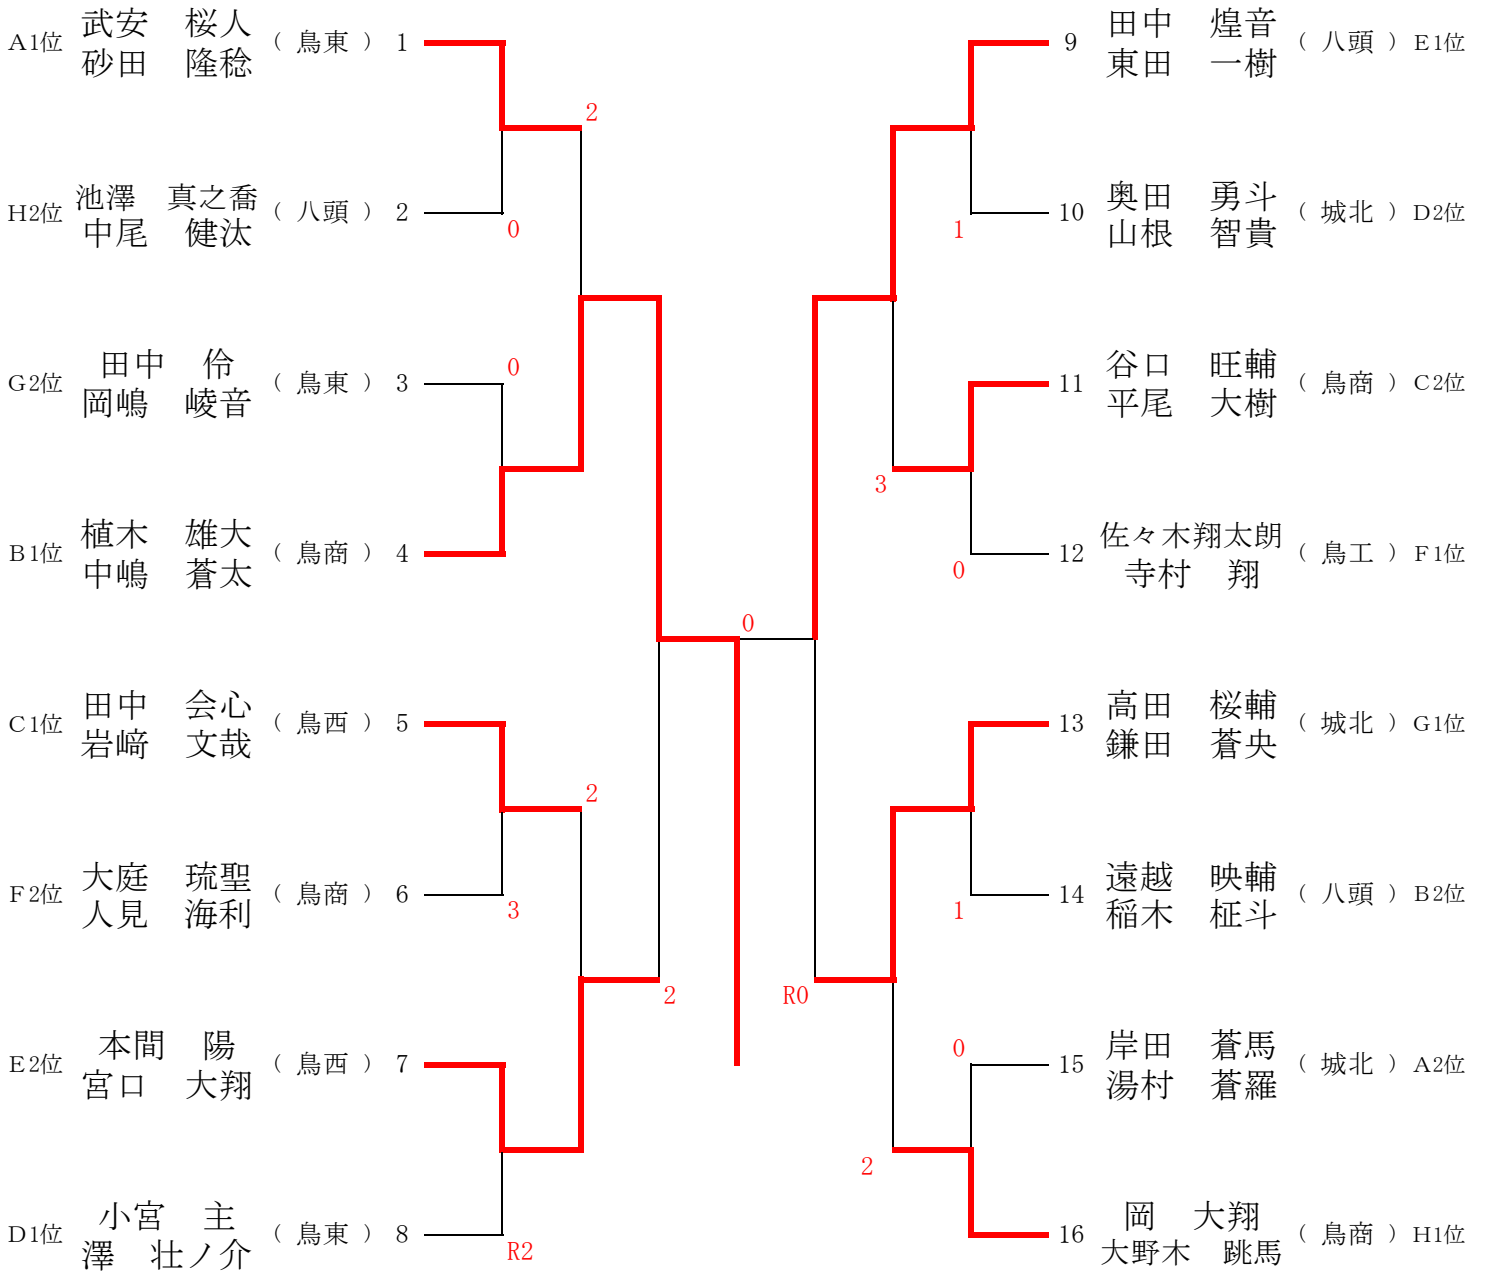 A1位 武安　桜人 （ 鳥東 ） 1
砂田　隆稔
2
H2位 池澤　真之喬 （ 八頭 ） 2
中尾　健汰
0
G2位 田中　伶 （ 鳥東 ） 3
岡嶋　崚音
0
B1位 植木　雄大 （ 鳥商 ） 4
中嶋　蒼太
C1位 田中　会心 （ 鳥西 ） 5
岩﨑　文哉
2
F2位 大庭　琉聖 （ 鳥商 ） 6
人見　海利
3
E2位 本間　陽 （ 鳥西 ） 7
宮口　大翔
2
D1位 小宮　主 （ 鳥東 ） 8
澤　壮ノ介
R2
0
9 田中　煌音 （ 八頭 ） E1位
東田　一樹
10 奥田　勇斗 （ 城北 ） D2位
山根　智貴
1
11 谷口　旺輔 （ 鳥商 ） C2位
平尾　大樹
3
12 佐々木翔太朗 （ 鳥工 ） F1位
寺村　翔
0
13 高田　桜輔 （ 城北 ） G1位
鎌田　蒼央
14 遠越　映輔 （ 八頭 ） B2位
稲木　柾斗
1
R0
15 岸田　蒼馬 （ 城北 ） A2位
湯村　蒼羅
0
2
16 岡　大翔 （ 鳥商 ） H1位
大野木　跳馬